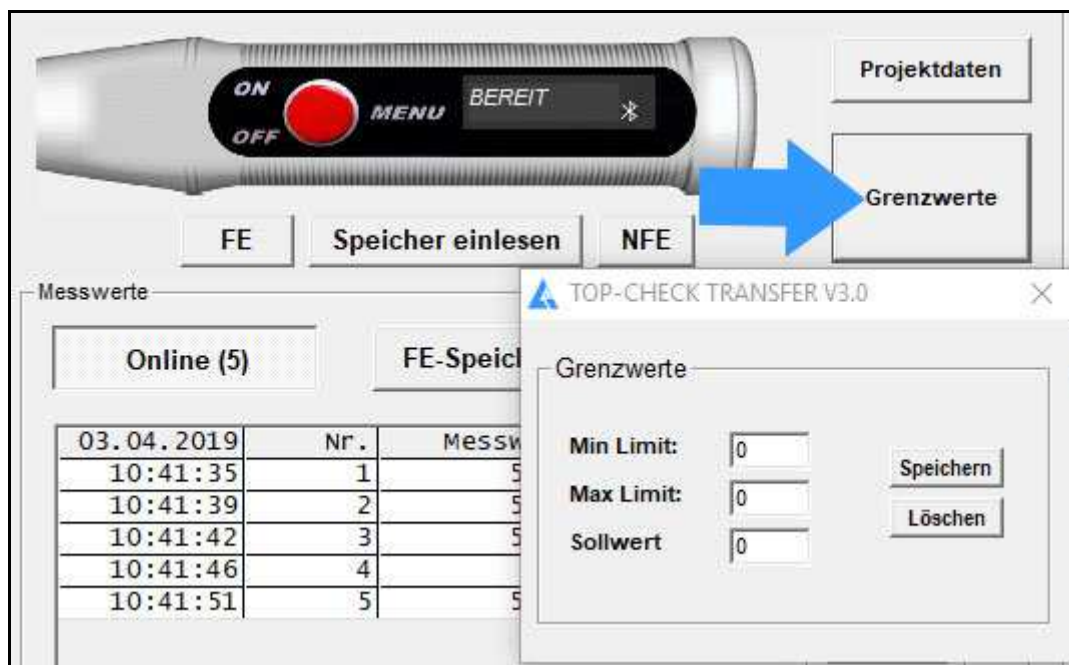 ON
OFF
MENU
BEREIT
Projektdaten
Grenzwerte
FE
Speicher einlesen
NFE
Messwerte
Online (5)
TOP-CHECK TRANSFER V3.0
Grenzwerte
Min Limit: 0
Max Limit: 0
Sollwert 0
Speichern
Löschen
03.04.2019 Nr.
10:41:35 1
10:41:39 2
10:41:42 3
10:41:46 4
10:41:51 5